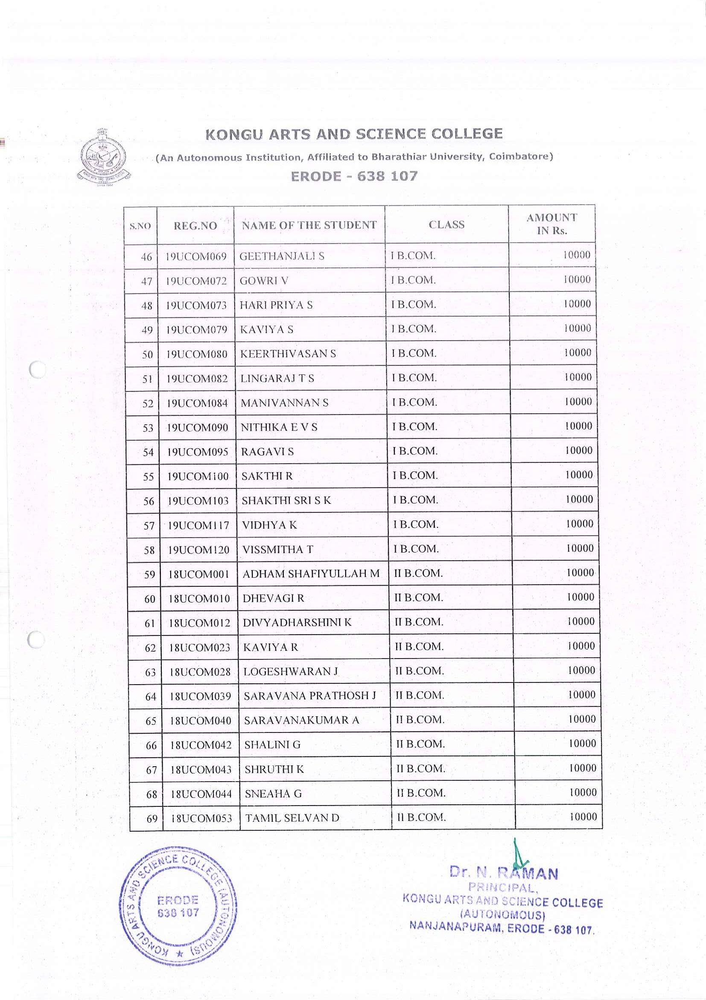 KONGU ARTS AND SCIENCE COLLEGE
(An Autonomous Institution, Affiliated to Bharathiar University, Coimbatore)
ERODE - 638 107
S.NO REG.NO NAME OF THE STUDENT CLASS AMOUNT IN Rs.
46 19UCOM069 GEETHANJALI S I B.COM. 10000
47 19UCOM072 GOWRI V I B.COM. 10000
48 19UCOM073 HARI PRIYA S I B.COM. 10000
49 19UCOM079 KAVIYA S I B.COM. 10000
50 19UCOM080 KEERTHIVASAN S I B.COM. 10000
51 19UCOM082 LINGARAJ T S I B.COM. 10000
52 19UCOM084 MANIVANNAN S I B.COM. 10000
53 19UCOM090 NITHIKA E V S I B.COM. 10000
54 19UCOM095 RAGAVI S I B.COM. 10000
55 19UCOM100 SAKTHI R I B.COM. 10000
56 19UCOM103 SHAKTHI SRI S K I B.COM. 10000
57 19UCOM117 VIDHYA K I B.COM. 10000
58 19UCOM120 VISSMITHA T I B.COM. 10000
59 18UCOM001 ADHAM SHAFIYULLAH M II B.COM. 10000
60 18UCOM010 DHEVAGI R II B.COM. 10000
61 18UCOM012 DIVYADHARSHINI K II B.COM. 10000
62 18UCOM023 KAVIYA R II B.COM. 10000
63 18UCOM028 LOGESHWARAN J II B.COM. 10000
64 18UCOM039 SARAVANA PRATHOSH J II B.COM. 10000
65 18UCOM040 SARAVANAKUMAR A II B.COM. 10000
66 18UCOM042 SHALINI G II B.COM. 10000
67 18UCOM043 SHRUTHI K II B.COM. 10000
68 18UCOM044 SNEAHA G II B.COM. 10000
69 18UCOM053 TAMIL SELVAN D II B.COM. 10000
KONGU ARTS AND SCIENCE COLLEGE (AUTONOMOUS)
ERODE
638 107
Dr. N. RAMAN
PRINCIPAL,
KONGU ARTS AND SCIENCE COLLEGE
(AUTONOMOUS)
NANJANAPURAM, ERODE - 638 107.